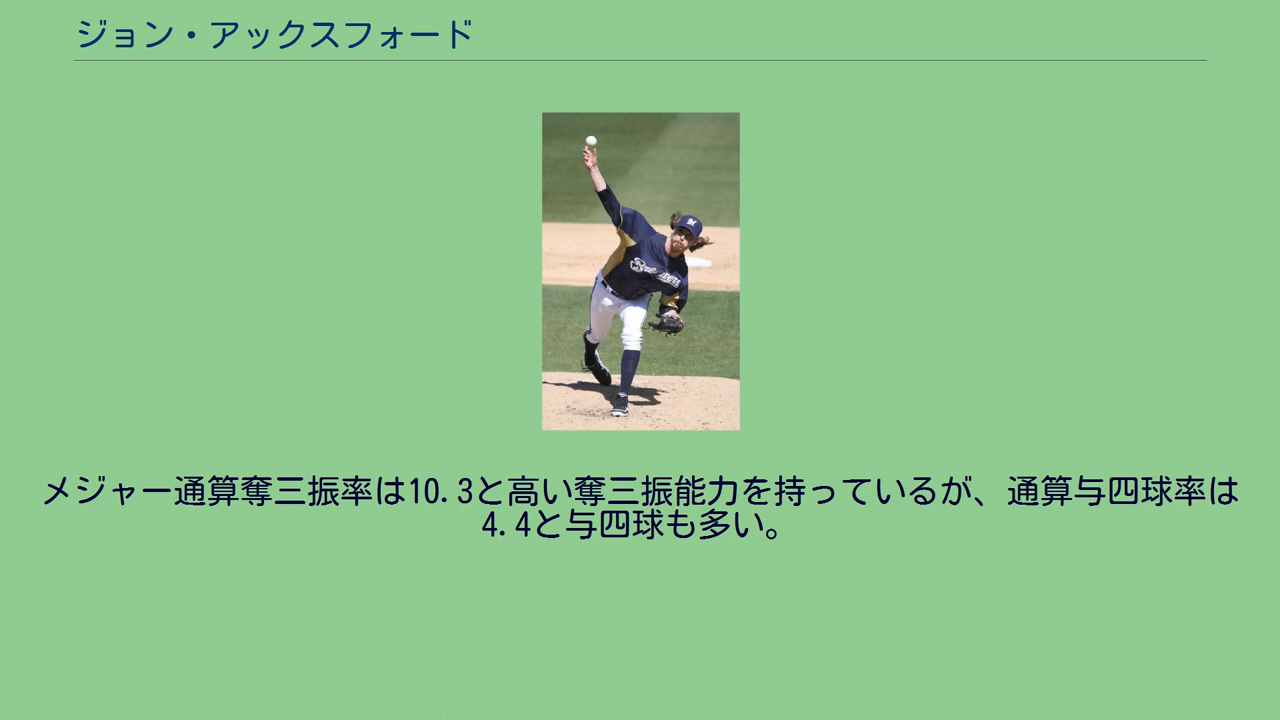 ジョン・アックスフォード
メジャー通算奪三振率は10.3と高い奪三振能力を持っているが、通算与四球率は
4.4と与四球も多い。